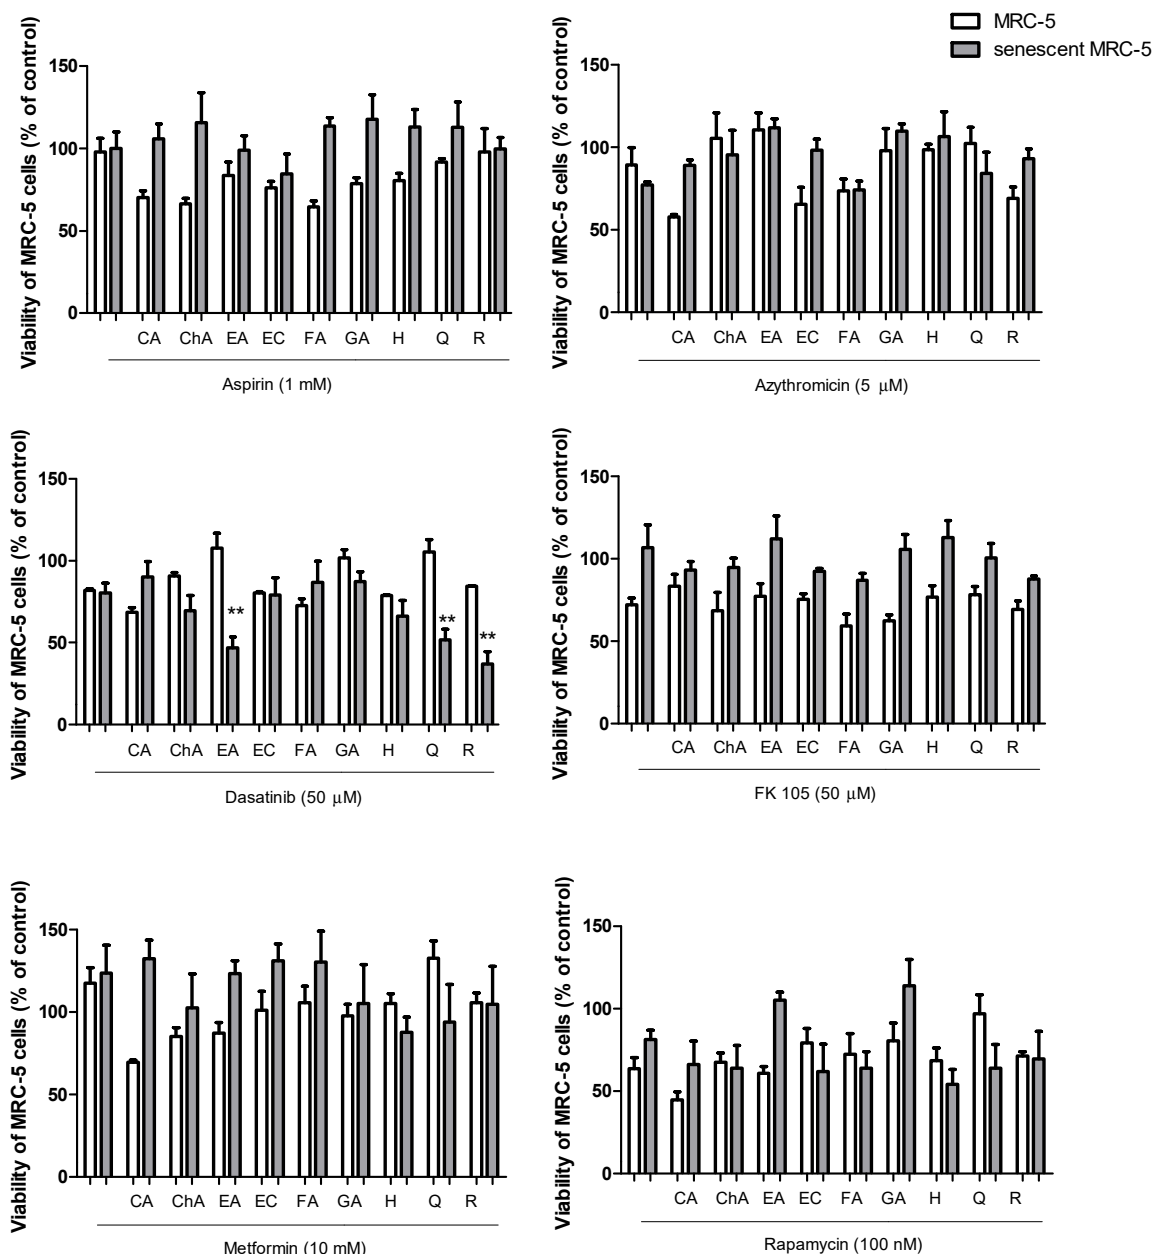 MRC-5
senescent MRC-5
Viability of MRC-5 cells (% of control)
150
100
50
0
CA ChA EA EC FA GA H Q R
Aspirin (1 mM)
Viability of MRC-5 cells (% of control)
150
100
50
0
CA ChA EA EC FA GA H Q R
Azythromicin (5 μM)
Viability of MRC-5 cells (% of control)
150
100
50
0
**
**
**
CA ChA EA EC FA GA H Q R
Dasatinib (50 μM)
Viability of MRC-5 cells (% of control)
150
100
50
0
CA ChA EA EC FA GA H Q R
FK 105 (50 μM)
Viability of MRC-5 cells (% of control)
150
100
50
0
CA ChA EA EC FA GA H Q R
Metformin (10 mM)
Viability of MRC-5 cells (% of control)
150
100
50
0
CA ChA EA EC FA GA H Q R
Rapamycin (100 nM)